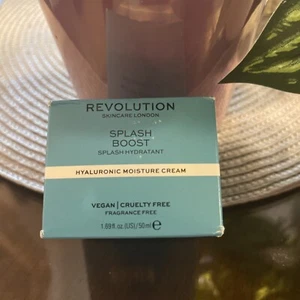 REVOLUTION
SKINCARE LONDON
SPLASH
BOOST
SPLASH HYDRATANT
HYALURONIC MOISTURE CREAM
VEGAN | CRUELTY FREE
FRAGRANCE FREE
1.69fl.oz (US)/50ml e